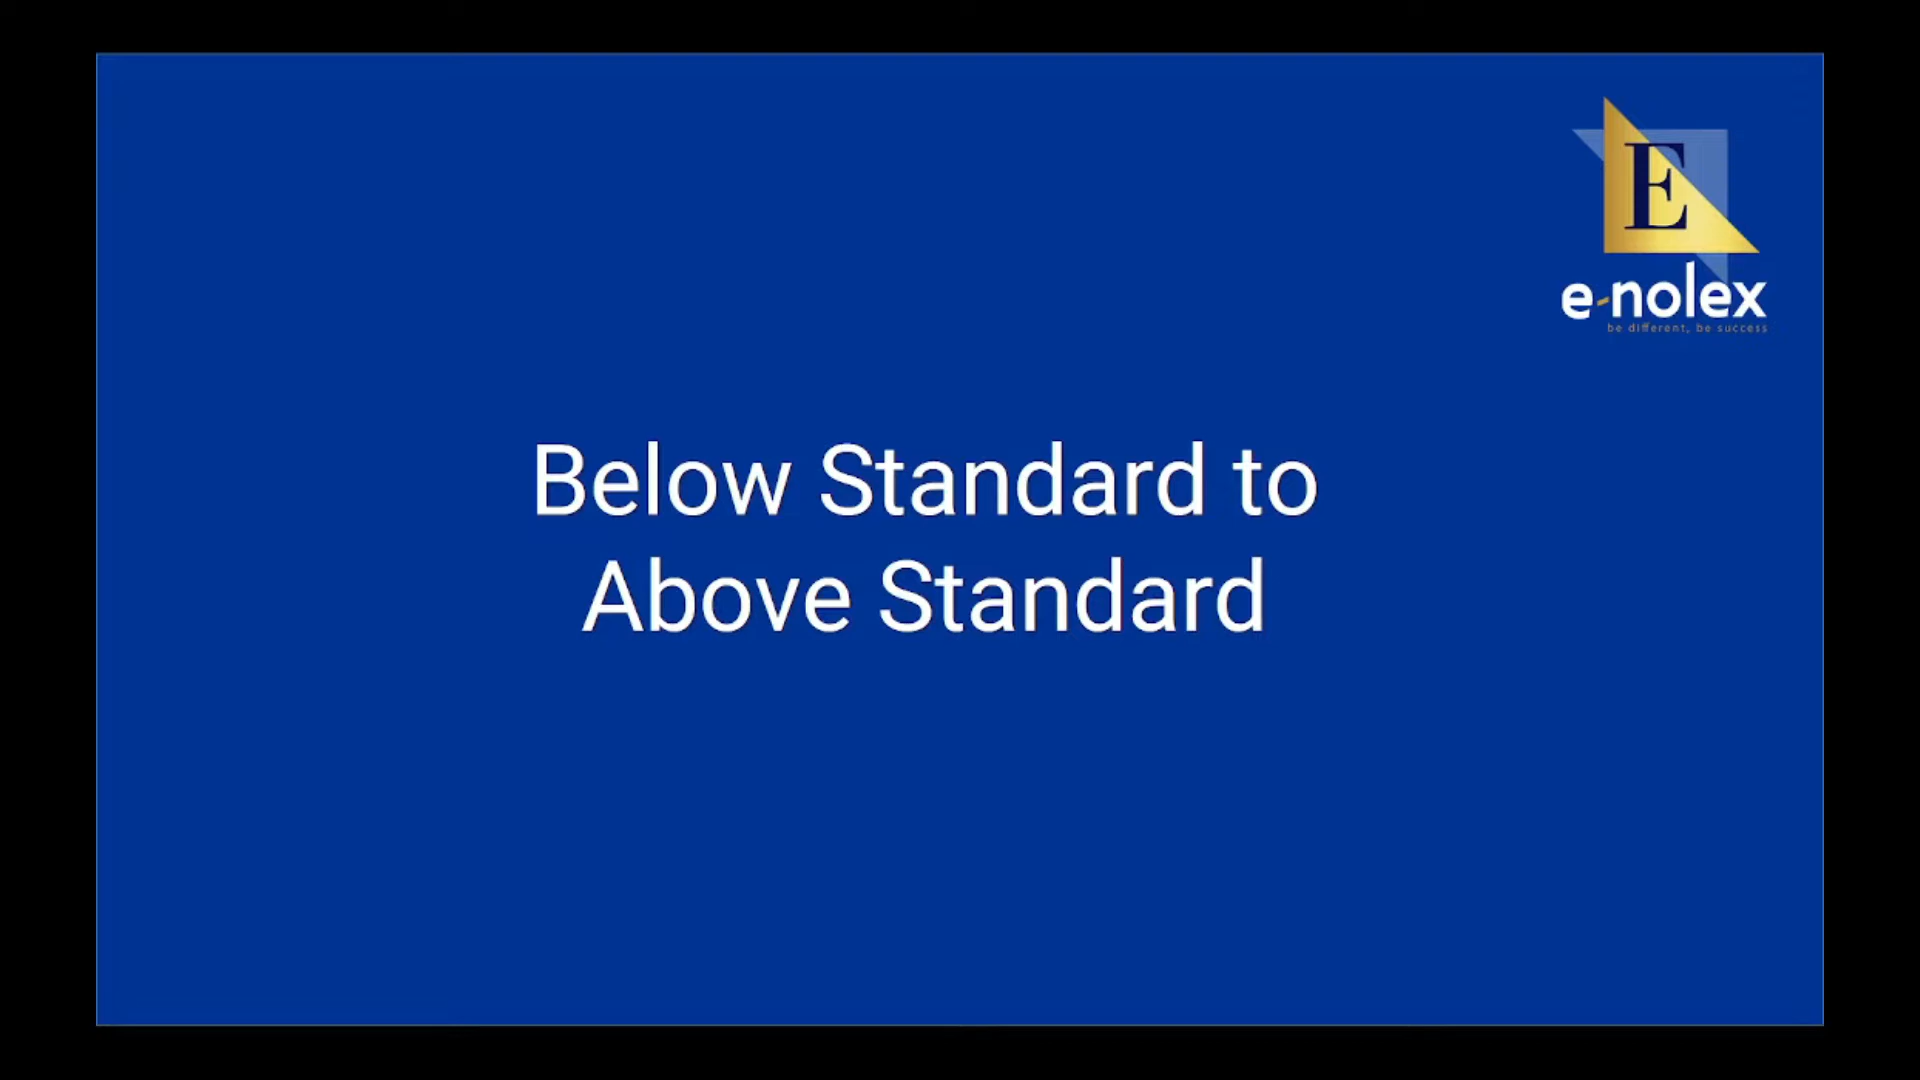 E
e-nolex
be different, be success
Below Standard to
Above Standard